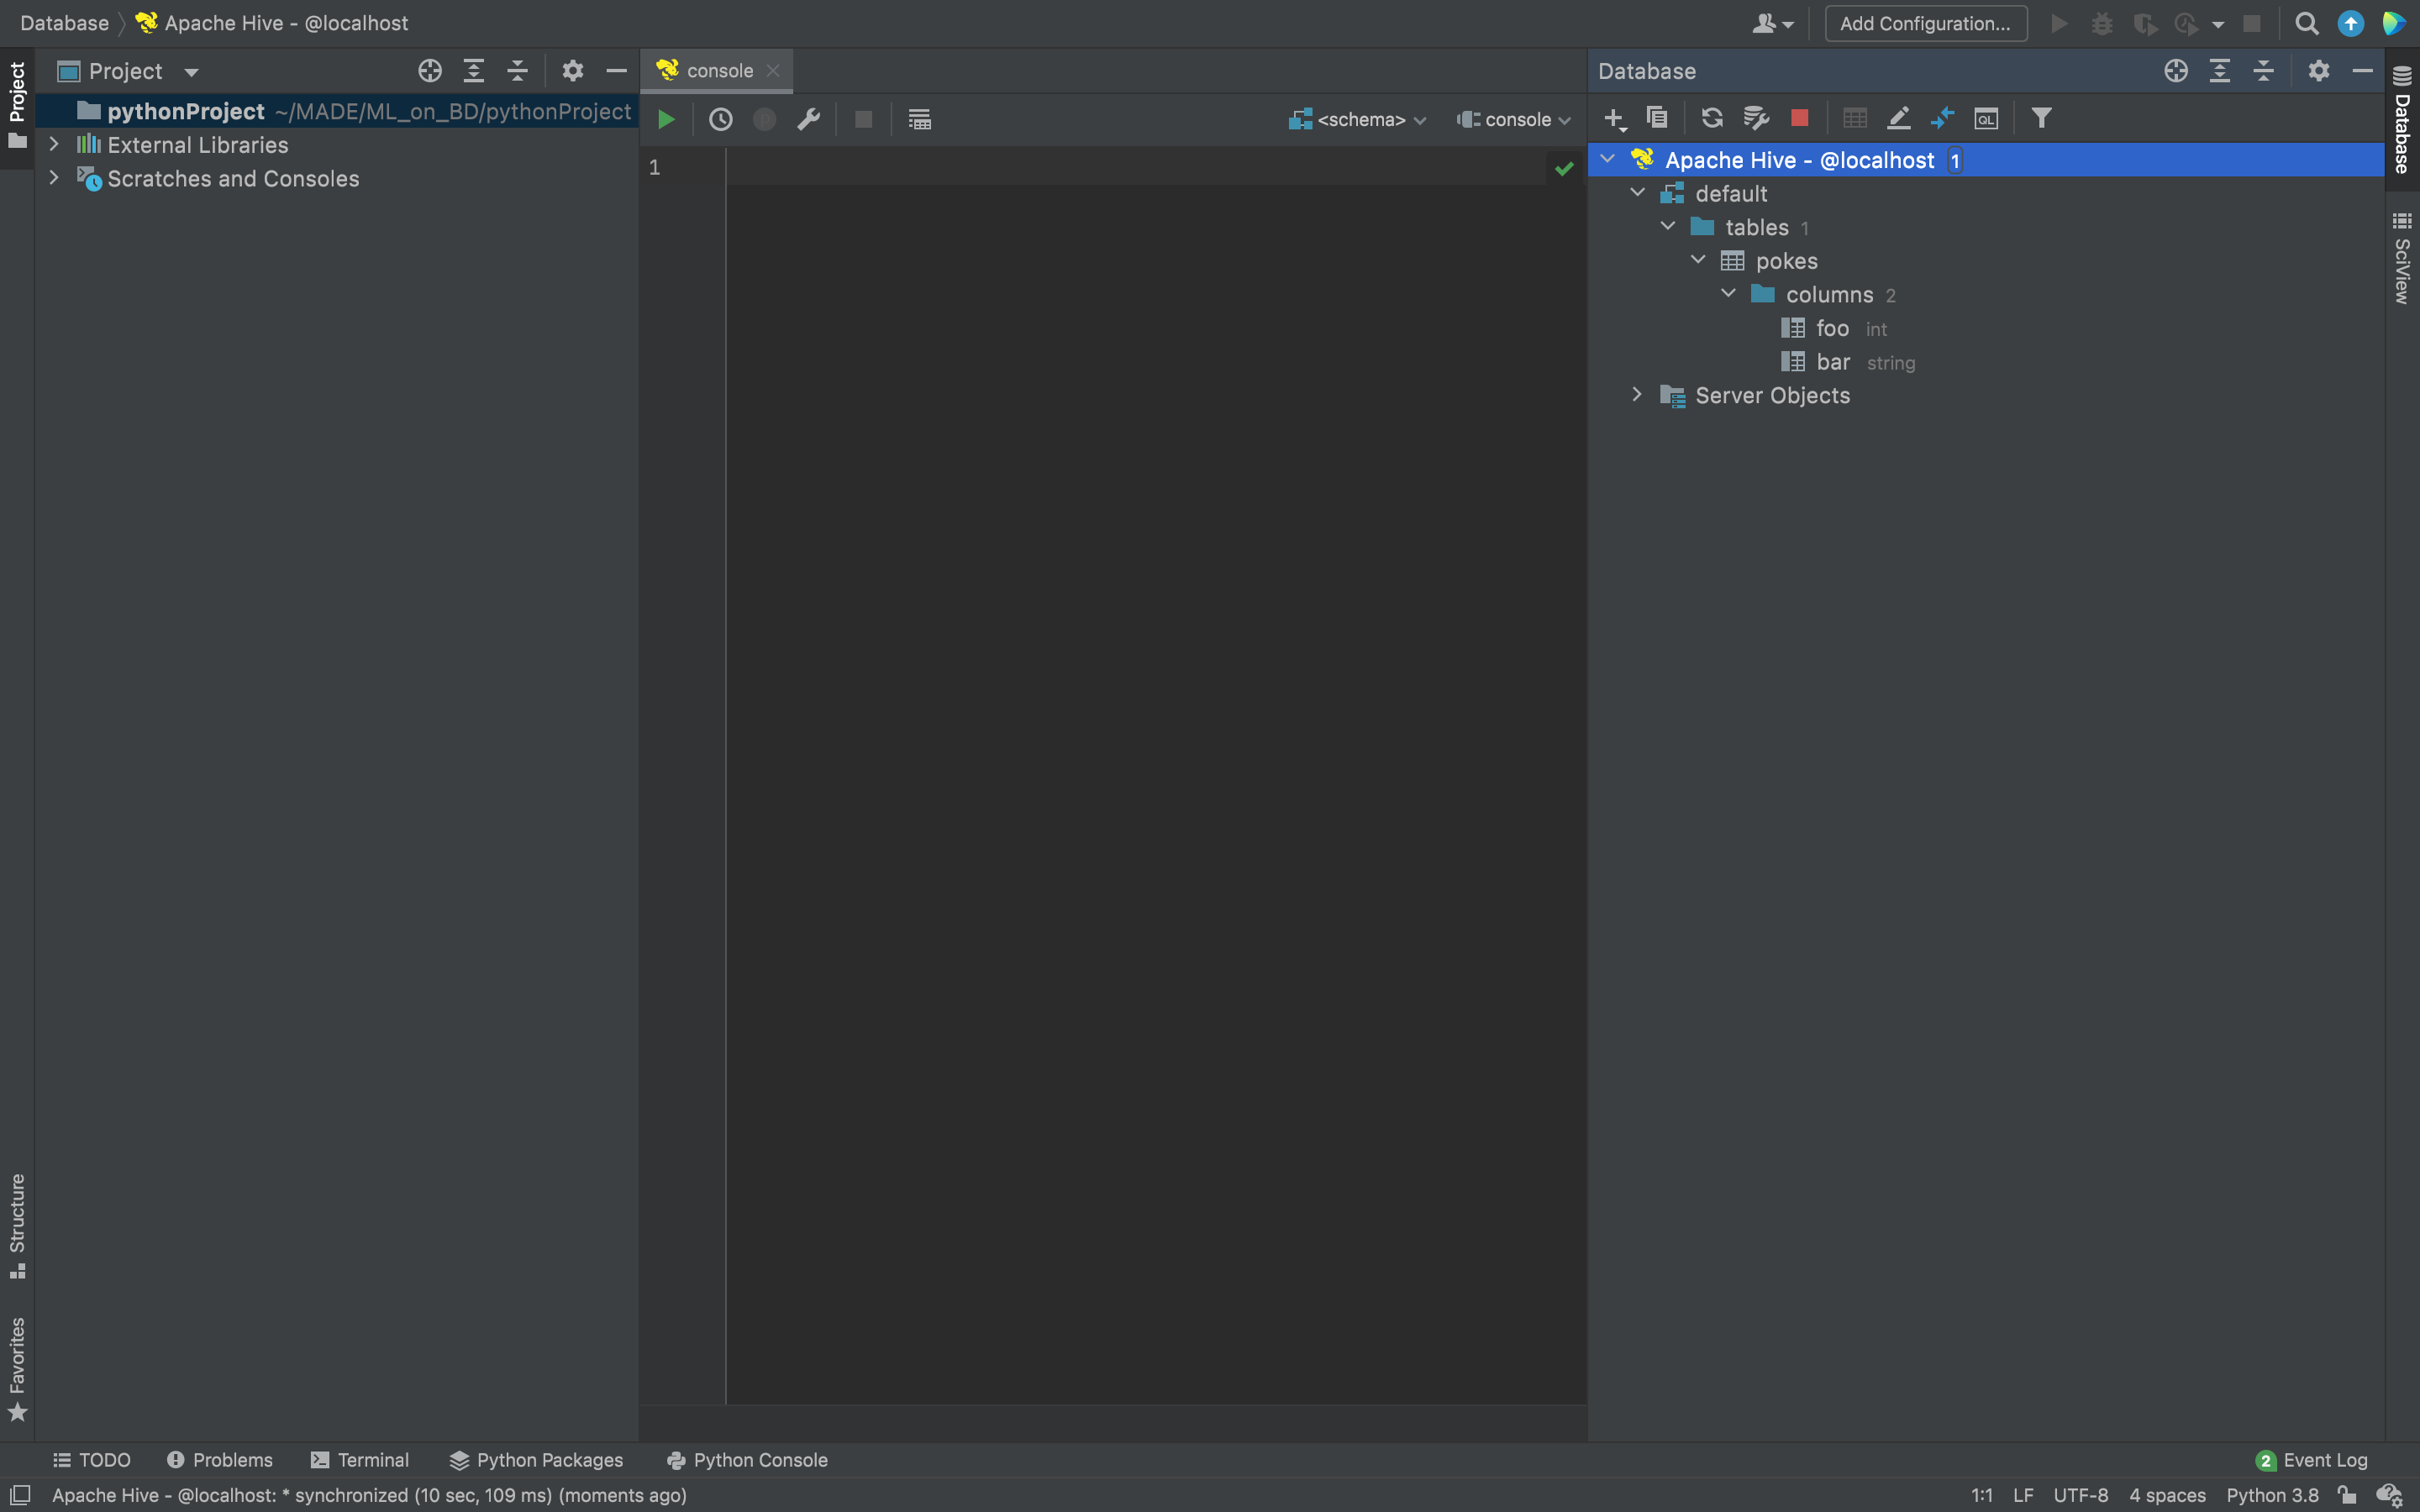 Database
Apache Hive - @localhost
Add Configuration...
Project
Project
console
Database
pythonProject ~/MADE/ML_on_BD/pythonProject
External Libraries
Scratches and Consoles
<schema>
console
1
QL
Apache Hive - @localhost 1
default
tables 1
pokes
columns 2
foo int
bar string
Server Objects
Database
SciView
Structure
Favorites
TODO
Problems
Terminal
Python Packages
Python Console
2 Event Log
Apache Hive - @localhost: * synchronized (10 sec, 109 ms) (moments ago)
1:1 LF UTF-8 4 spaces Python 3.8